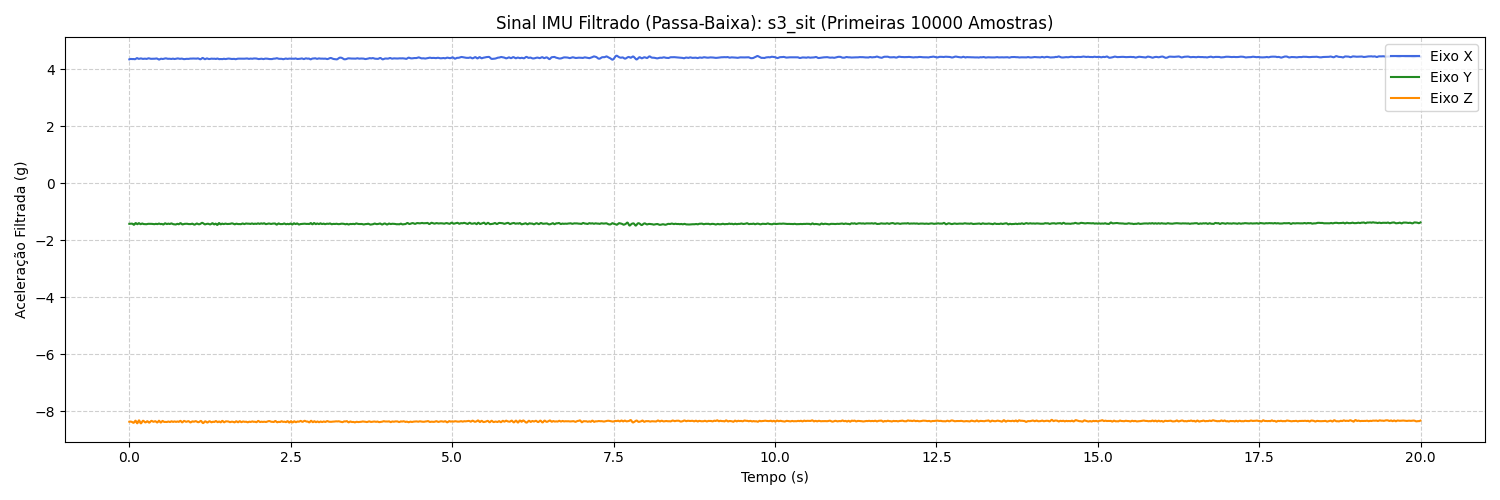 Sinal IMU Filtrado (Passa-Baixa): s3_sit (Primeiras 10000 Amostras)
Aceleração Filtrada (g)
4
2
0
−2
−4
−6
−8
Eixo X
Eixo Y
Eixo Z
0.0 2.5 5.0 7.5 10.0 12.5 15.0 17.5 20.0
Tempo (s)